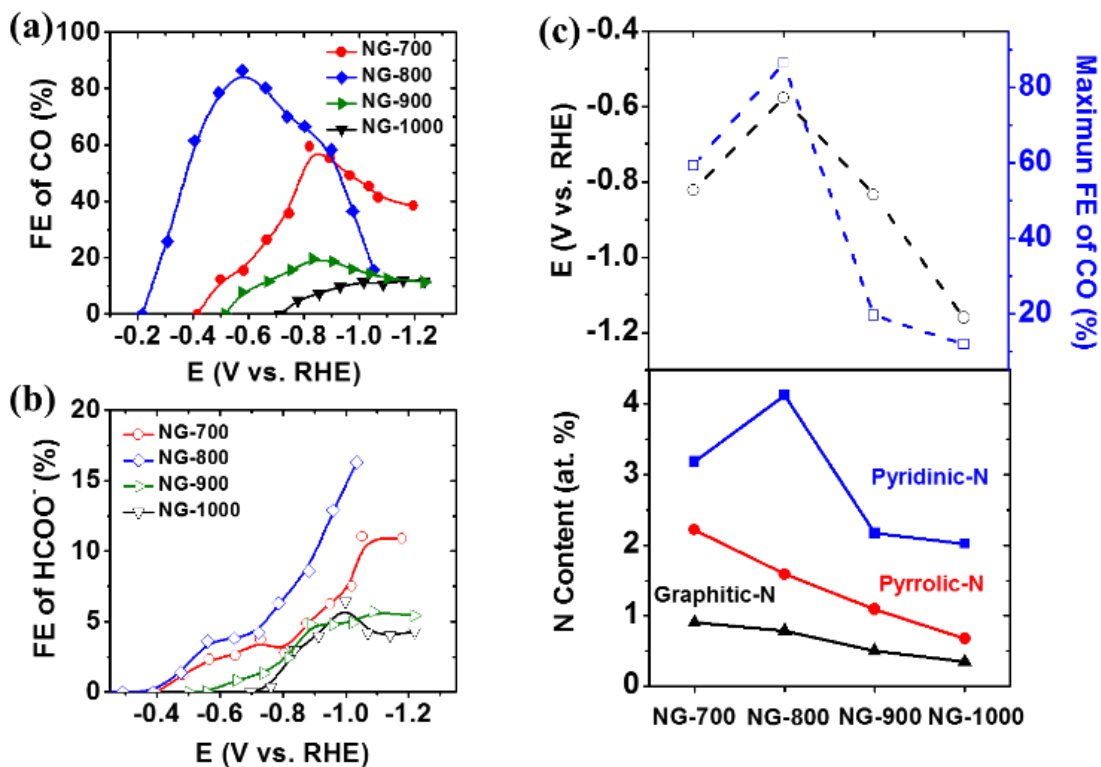 (a)
100
80
60
40
20
0
FE of CO (%)
NG-700
NG-800
NG-900
NG-1000
-0.2 -0.4 -0.6 -0.8 -1.0 -1.2
E (V vs. RHE)
(b)
20
15
10
5
0
FE of HCOO⁻ (%)
NG-700
NG-800
NG-900
NG-1000
-0.4 -0.6 -0.8 -1.0 -1.2
E (V vs. RHE)
(c)
-0.4
-0.6
-0.8
-1.0
-1.2
E (V vs. RHE)
80
60
40
20
Maximun FE of CO (%)
4
3
2
1
0
N Content (at. %)
Pyridinic-N
Pyrrolic-N
Graphitic-N
NG-700 NG-800 NG-900 NG-1000